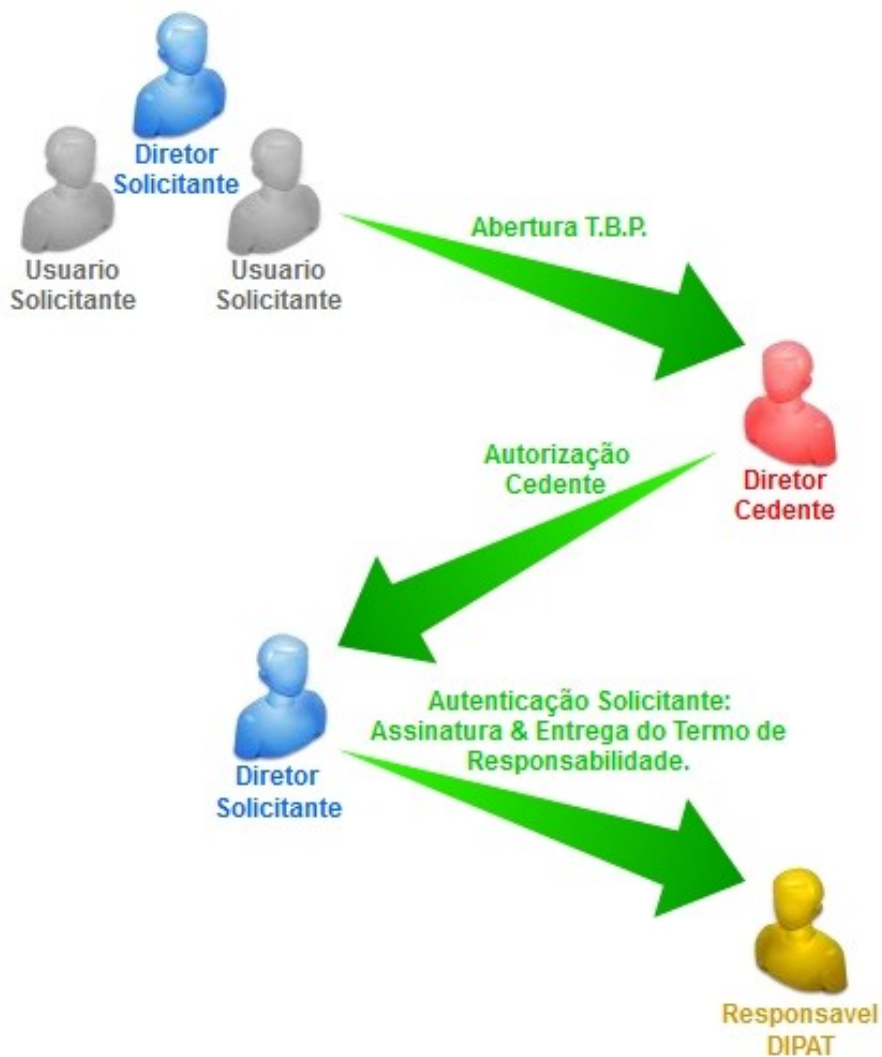 Diretor
Solicitante
Usuario
Solicitante
Usuario
Solicitante
Abertura T.B.P.
Diretor
Cedente
Autorização
Cedente
Diretor
Solicitante
Autenticação Solicitante:
Assinatura & Entrega do Termo de
Responsabilidade.
Responsavel
DIPAT